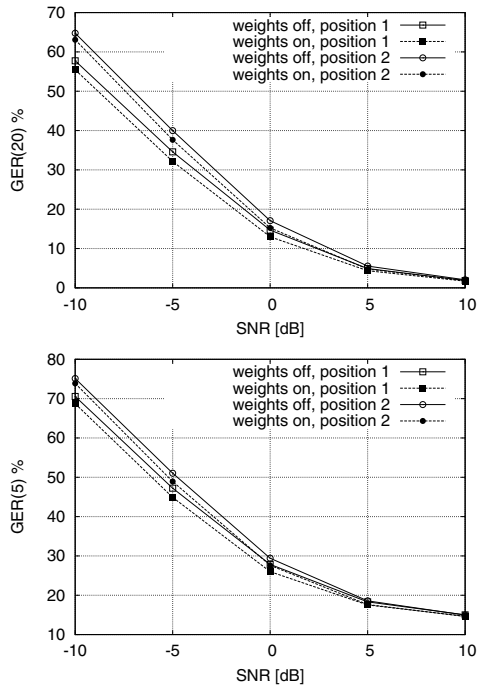 70
60
50
40
30
20
10
0
GER(20) %
weights off, position 1
weights on, position 1
weights off, position 2
weights on, position 2
-10 -5 0 5 10
SNR [dB]
80
70
60
50
40
30
20
10
GER(5) %
weights off, position 1
weights on, position 1
weights off, position 2
weights on, position 2
-10 -5 0 5 10
SNR [dB]